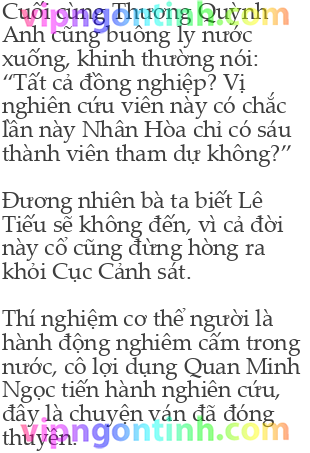 Cuối cùng Thương Quỳnh
Anh cũng buông ly nước
xuống, khinh thường nói:
“Tất cả đồng nghiệp? Vị
nghiên cứu viên này có chắc
lần này Nhân Hòa chỉ có sáu
thành viên tham dự không?”
Đương nhiên bà ta biết Lê
Tiếu sẽ không đến, vì cả đời
này cổ cũng đừng hòng ra
khỏi Cục Cảnh sát.
Thí nghiệm cơ thể người là
hành động nghiêm cấm trong
nước, cô lợi dụng Quan Minh
Ngọc tiến hành nghiên cứu,
đây là chuyện ván đã đóng
thuyền.
vipngontinh.com
vipngontinh.com